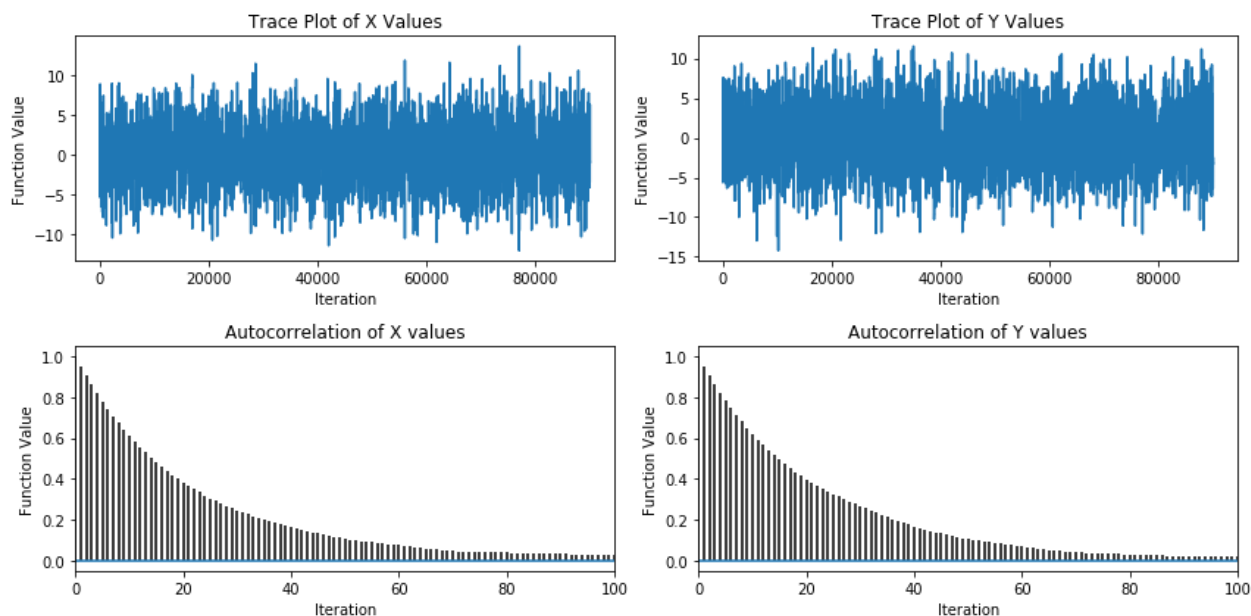 Trace Plot of X Values
Function Value
10
5
0
−5
−10
0 20000 40000 60000 80000
Iteration
Trace Plot of Y Values
Function Value
10
5
0
−5
−10
−15
0 20000 40000 60000 80000
Iteration
Autocorrelation of X values
Function Value
1.0
0.8
0.6
0.4
0.2
0.0
0 20 40 60 80 100
Iteration
Autocorrelation of Y values
Function Value
1.0
0.8
0.6
0.4
0.2
0.0
0 20 40 60 80 100
Iteration